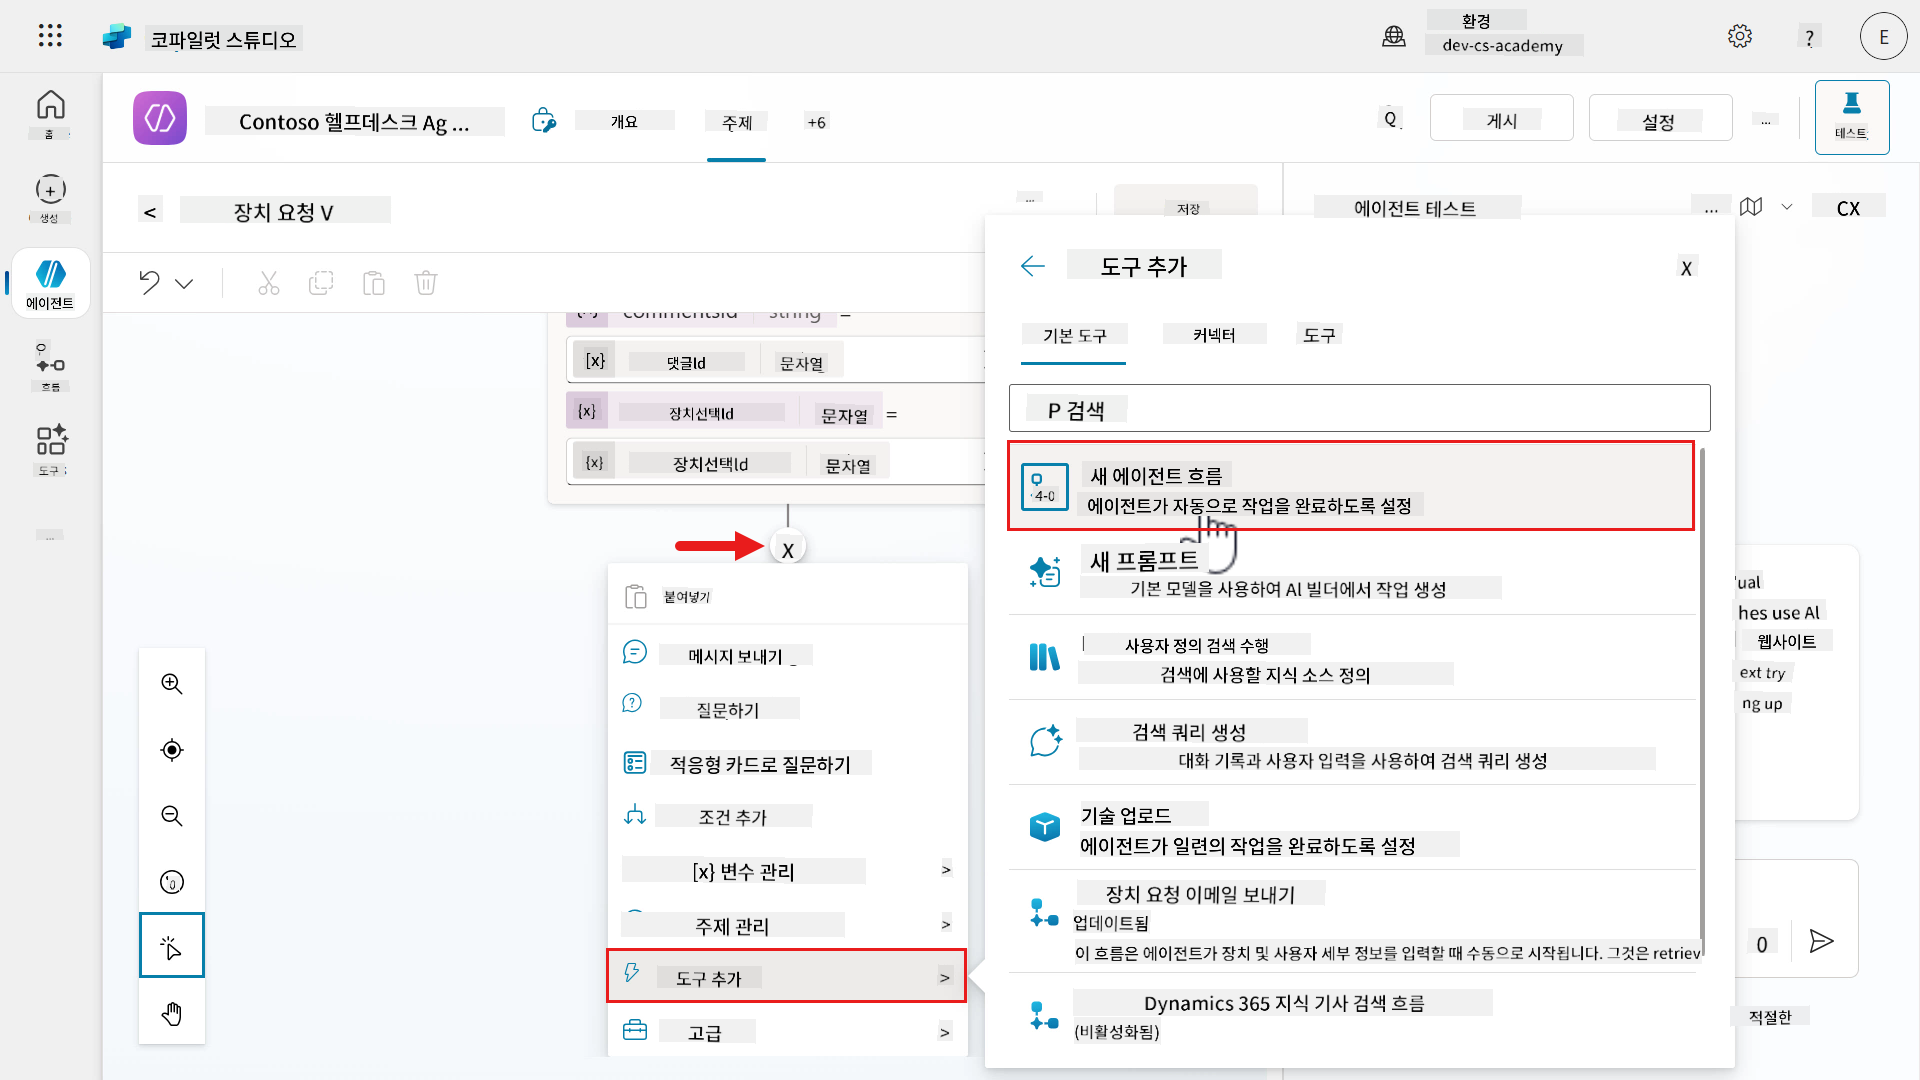 코파일럿 스튜디오
환경
dev-cs-academy
?
E
홈
생성
에이전트
흐름
도구
...
Contoso 헬프데스크 Ag ...
개요
주제
+6
Q
게시
설정
...
테스트
<
장치 요청 V
...
저장
에이전트 테스트
...
CX
commentsId
string
=
[x}
댓글Id
문자열
{x}
장치선택Id
문자열
=
{x}
장치선택Id
문자열
X
붙여넣기
메시지 보내기
질문하기
적응형 카드로 질문하기
조건 추가
[x} 변수 관리
>
주제 관리
>
도구 추가
>
고급
>
도구 추가
X
기본 도구
커넥터
도구
P 검색
4-0
새 에이전트 흐름
에이전트가 자동으로 작업을 완료하도록 설정
새 프롬프트
기본 모델을 사용하여 AI 빌더에서 작업 생성
사용자 정의 검색 수행
검색에 사용할 지식 소스 정의
검색 쿼리 생성
대화 기록과 사용자 입력을 사용하여 검색 쿼리 생성
기술 업로드
에이전트가 일련의 작업을 완료하도록 설정
장치 요청 이메일 보내기
업데이트됨
이 흐름은 에이전트가 장치 및 사용자 세부 정보를 입력할 때 수동으로 시작됩니다. 그것은 retriev
Dynamics 365 지식 기사 검색 흐름
(비활성화됨)
ual
hes use AI
웹사이트
ext try
ng up
0
적절한